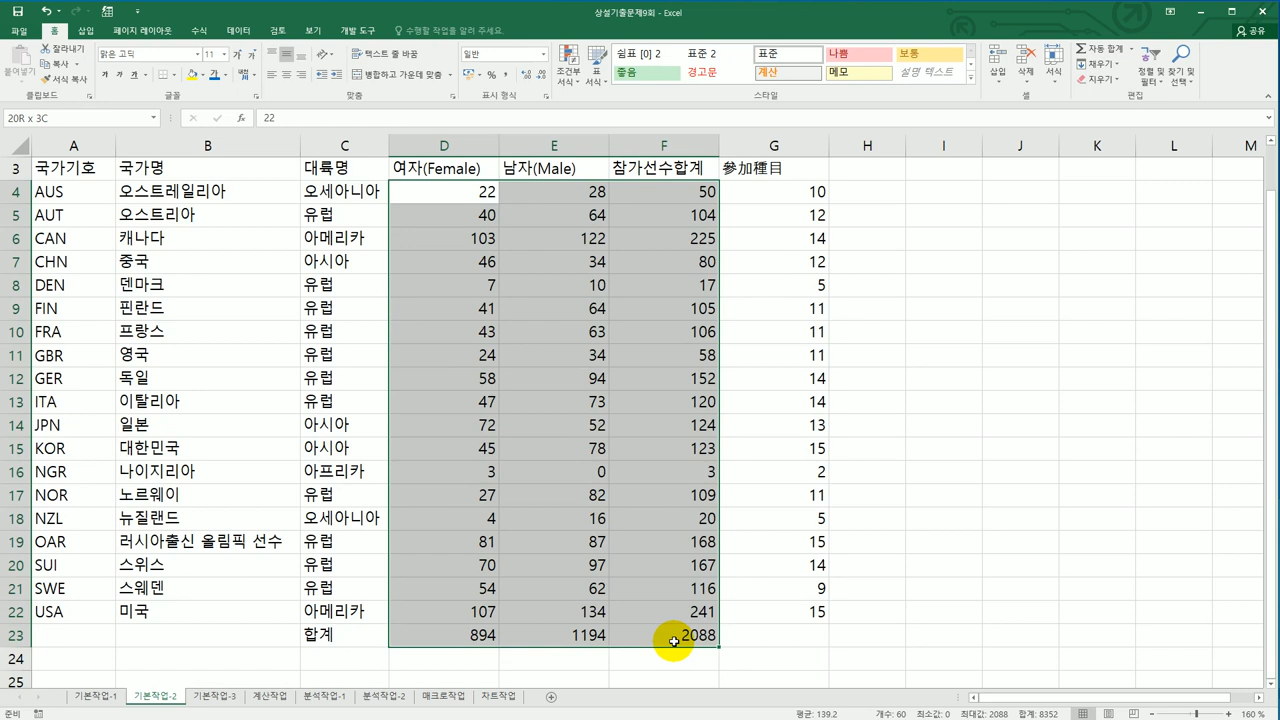 상설기출문제9회 - Excel
파일 홈 삽입 페이지 레이아웃 수식 데이터 검토 보기 개발 도구 수행할 작업을 알려 주세요. 공유
붙여넣기 잘라내기 복사 서식 복사 클립보드
맑은 고딕 11 가 가 가 글꼴
텍스트 줄 바꿈 병합하고 가운데 맞춤 맞춤
일반 % , 표시 형식
조건부 서식 표 서식
쉼표 [0] 2 표준 2 표준 나쁨 보통
좋음 경고문 계산 메모 설명 텍스트
스타일
삽입 삭제 서식 셀
자동 합계 채우기 지우기 정렬 및 필터 찾기 및 선택 편집
20R x 3C fx 22
A B C D E F G H I J K L M
3 국가기호 국가명 대륙명 여자(Female) 남자(Male) 참가선수합계 參加種目
4 AUS 오스트레일리아 오세아니아 22 28 50 10
5 AUT 오스트리아 유럽 40 64 104 12
6 CAN 캐나다 아메리카 103 122 225 14
7 CHN 중국 아시아 46 34 80 12
8 DEN 덴마크 유럽 7 10 17 5
9 FIN 핀란드 유럽 41 64 105 11
10 FRA 프랑스 유럽 43 63 106 11
11 GBR 영국 유럽 24 34 58 11
12 GER 독일 유럽 58 94 152 14
13 ITA 이탈리아 유럽 47 73 120 14
14 JPN 일본 아시아 72 52 124 13
15 KOR 대한민국 아시아 45 78 123 15
16 NGR 나이지리아 아프리카 3 0 3 2
17 NOR 노르웨이 유럽 27 82 109 11
18 NZL 뉴질랜드 오세아니아 4 16 20 5
19 OAR 러시아출신 올림픽 선수 유럽 81 87 168 15
20 SUI 스위스 유럽 70 97 167 14
21 SWE 스웨덴 유럽 54 62 116 9
22 USA 미국 아메리카 107 134 241 15
23 합계 894 1194 2088
24
25
기본작업-1 기본작업-2 기본작업-3 계산작업 분석작업-1 분석작업-2 매크로작업 차트작업
준비 평균: 139.2 개수: 60 최소값: 0 최대값: 2088 합계: 8352 160 %